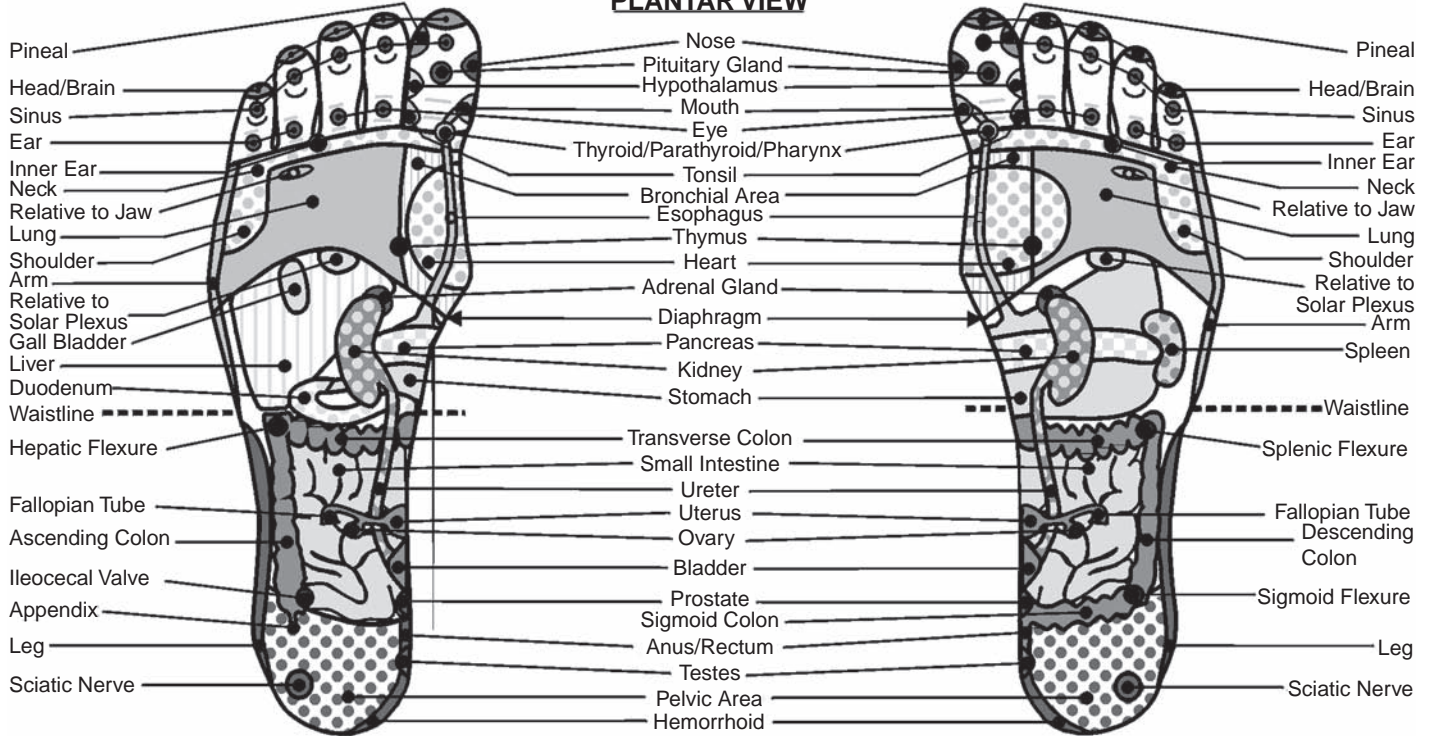 PLANTAR VIEW
Pineal
Head/Brain
Sinus
Ear
Inner Ear
Neck
Relative to Jaw
Lung
Shoulder
Arm
Relative to
Solar Plexus
Gall Bladder
Liver
Duodenum
Waistline
Hepatic Flexure
Fallopian Tube
Ascending Colon
Ileocecal Valve
Appendix
Leg
Sciatic Nerve
Nose
Pituitary Gland
Hypothalamus
Mouth
Eye
Thyroid/Parathyroid/Pharynx
Tonsil
Bronchial Area
Esophagus
Thymus
Heart
Adrenal Gland
Diaphragm
Pancreas
Kidney
Stomach
Transverse Colon
Small Intestine
Ureter
Uterus
Ovary
Bladder
Prostate
Sigmoid Colon
Anus/Rectum
Testes
Pelvic Area
Hemorrhoid
Pineal
Head/Brain
Sinus
Ear
Inner Ear
Neck
Relative to Jaw
Lung
Shoulder
Relative to
Solar Plexus
Arm
Spleen
Waistline
Splenic Flexure
Fallopian Tube
Descending
Colon
Sigmoid Flexure
Leg
Sciatic Nerve